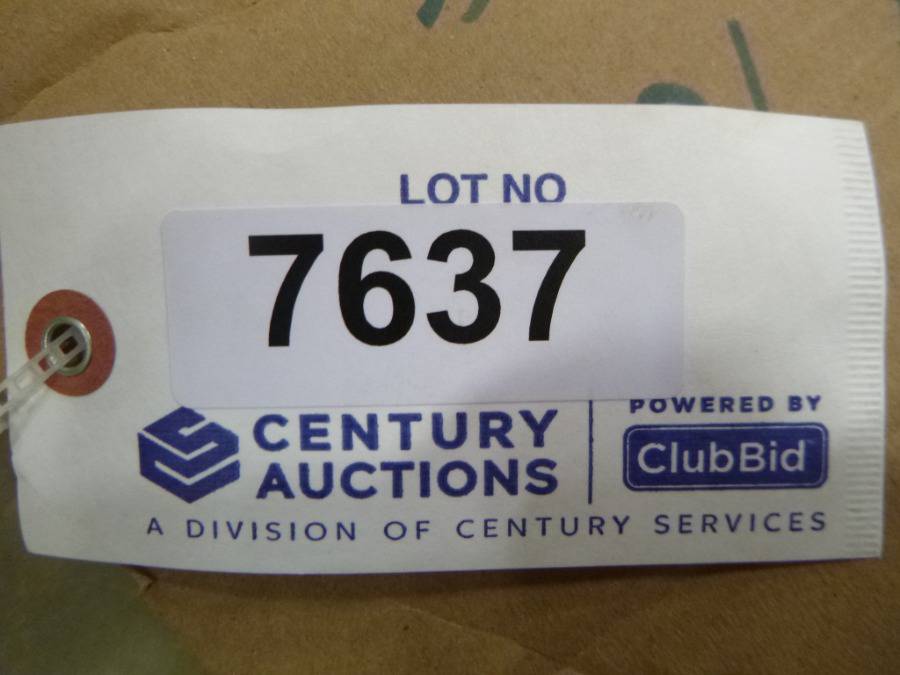 LOT NO
7637
CENTURY
AUCTIONS
POWERED BY
ClubBid
A DIVISION OF CENTURY SERVICES